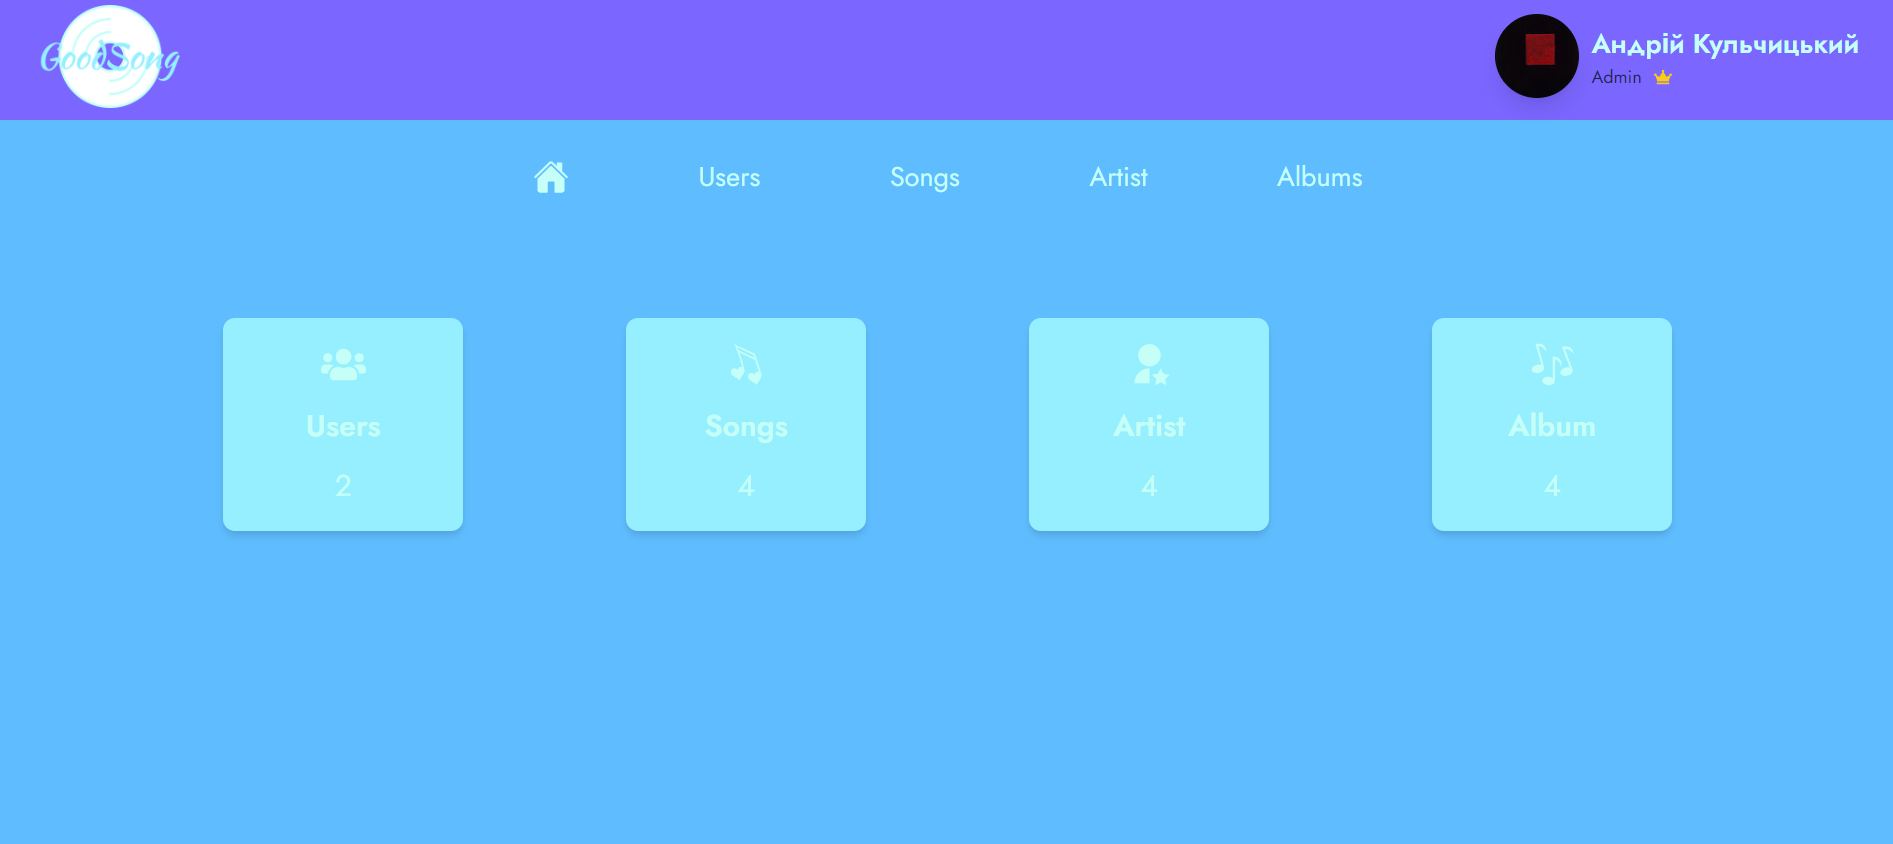 GoodSong
Андрій Кульчицький
Admin
Users
Songs
Artist
Albums
Users
2
Songs
4
Artist
4
Album
4